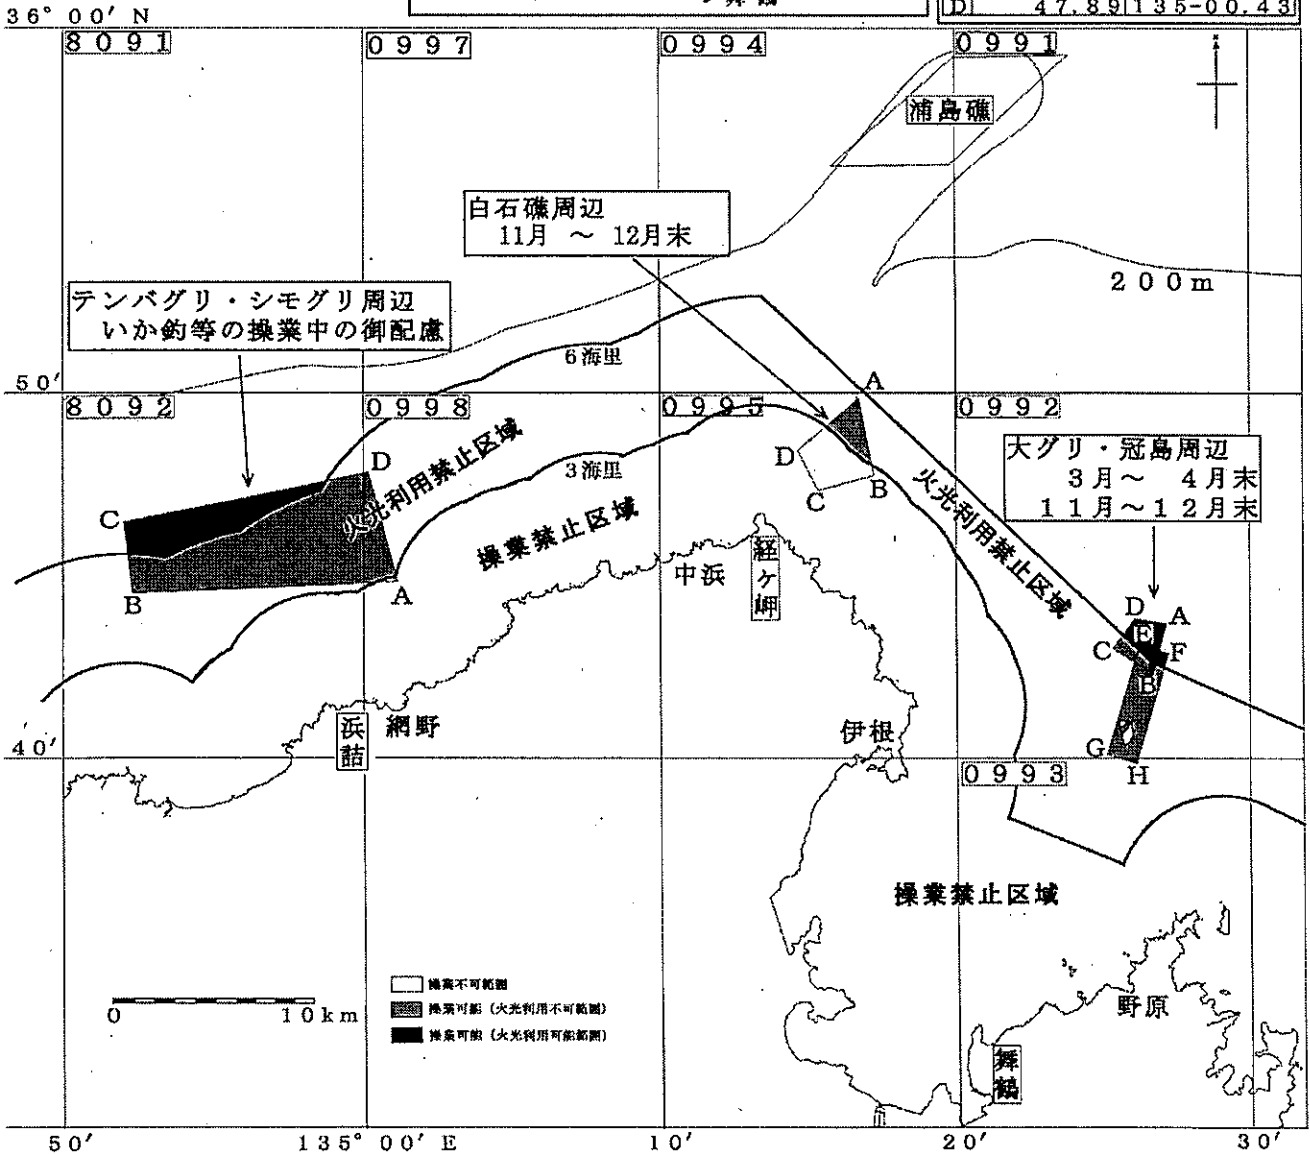 D 47.89 135-00.43
36° 00′ N
8091
0997
0994
0991
浦島礁
白石礁周辺
11月 ～ 12月末
テンバグリ・シモグリ周辺
いか釣等の操業中の御配慮
200m
6海里
50′
8092
0998
0995
0992
A
火光利用禁止区域
3海里
D
C
B
大グリ・冠島周辺
3月～ 4月末
11月～12月末
火光利用禁止区域
D
C
B
A
操業禁止区域
中浜
経ヶ岬
D
A
E
C
F
B
G
H
浜詰
網野
伊根
40′
0993
操業禁止区域
操業不可範囲
操業可能（火光利用不可範囲）
操業可能（火光利用可能範囲）
0 10km
野原
舞鶴
50′
135° 00′ E
10′
20′
30′